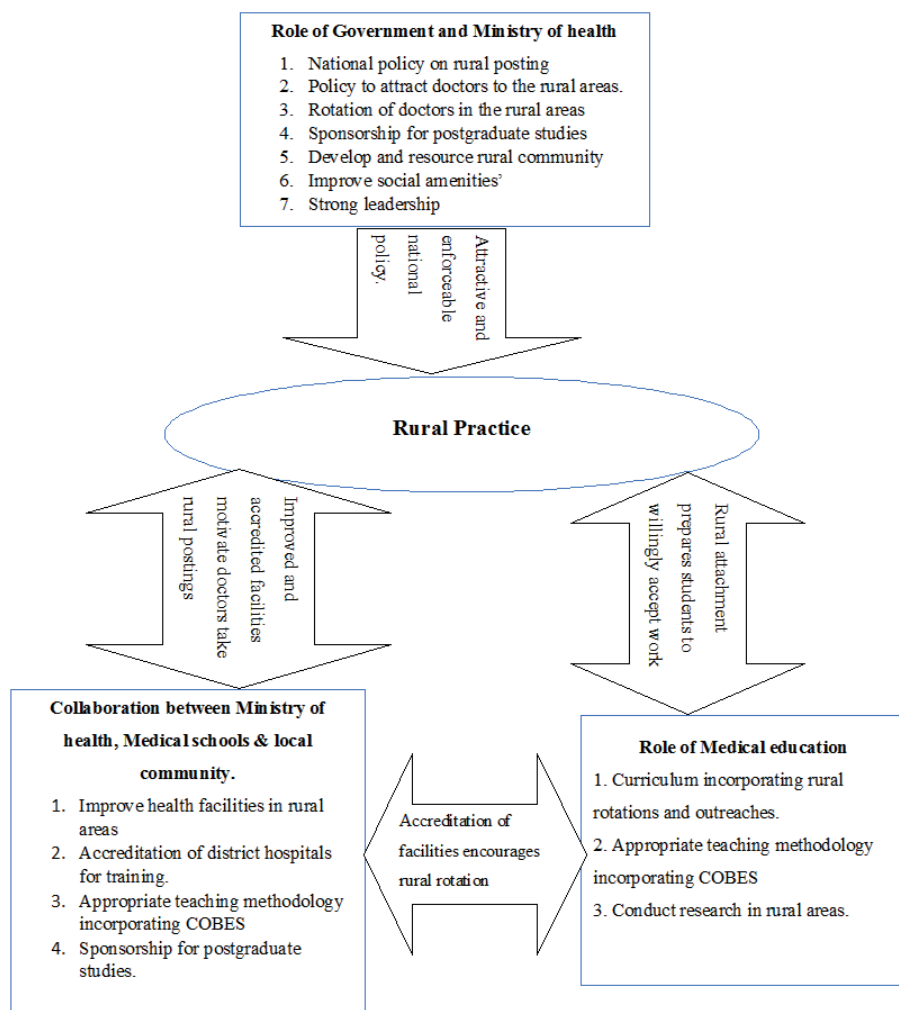 Role of Government and Ministry of health
1. National policy on rural posting
2. Policy to attract doctors to the rural areas.
3. Rotation of doctors in the rural areas
4. Sponsorship for postgraduate studies
5. Develop and resource rural community
6. Improve social amenities’
7. Strong leadership
Attractive and
enforceable
national
policy.
Rural Practice
Improved and
accredited facilities
motivate doctors take
rural postings
Rural attachment
prepares students to
willingly accept work
Collaboration between Ministry of
health, Medical schools & local
community.
1. Improve health facilities in rural
areas
2. Accreditation of district hospitals
for training.
3. Appropriate teaching methodology
incorporating COBES
4. Sponsorship for postgraduate
studies.
Accreditation of
facilities encourages
rural rotation
Role of Medical education
1. Curriculum incorporating rural
rotations and outreaches.
2. Appropriate teaching methodology
incorporating COBES
3. Conduct research in rural areas.